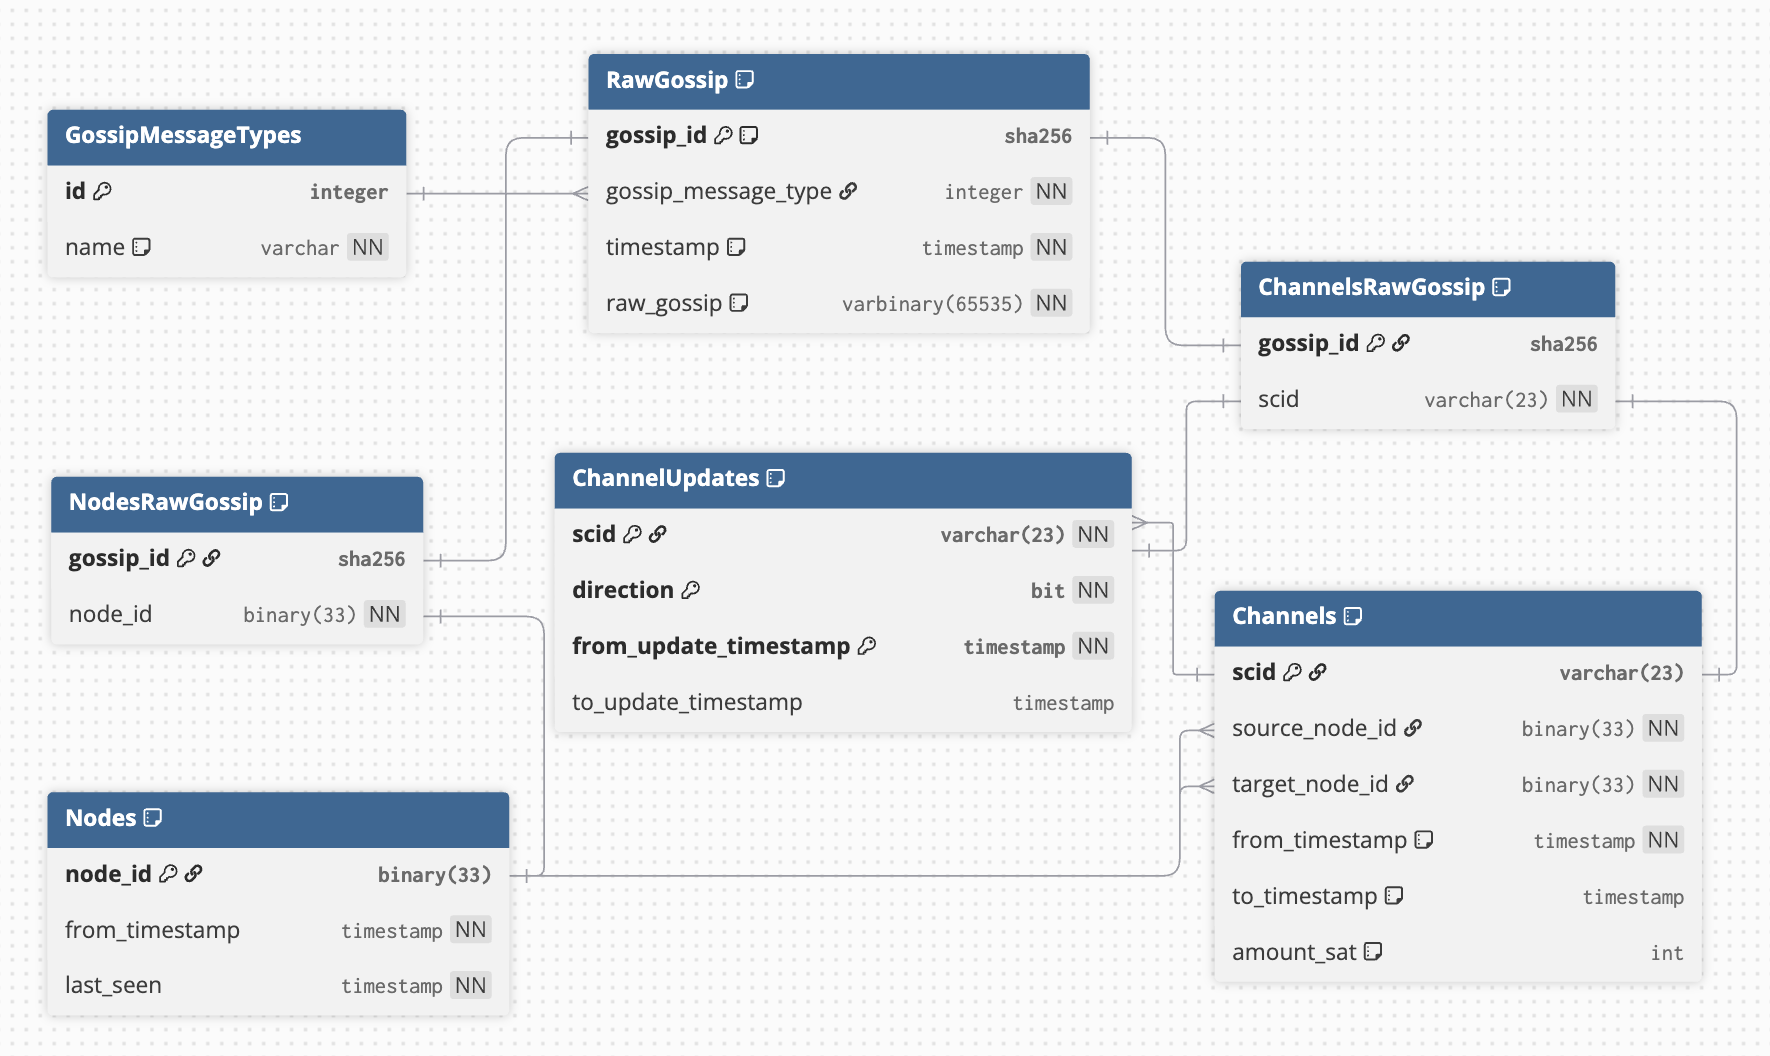 RawGossip
gossip_id sha256
gossip_message_type integer NN
timestamp timestamp NN
raw_gossip varbinary(65535) NN
GossipMessageTypes
id integer
name varchar NN
ChannelsRawGossip
gossip_id sha256
scid varchar(23) NN
ChannelUpdates
scid varchar(23) NN
direction bit NN
from_update_timestamp timestamp NN
to_update_timestamp timestamp
NodesRawGossip
gossip_id sha256
node_id binary(33) NN
Channels
scid varchar(23)
source_node_id binary(33) NN
target_node_id binary(33) NN
from_timestamp timestamp NN
to_timestamp timestamp
amount_sat int
Nodes
node_id binary(33)
from_timestamp timestamp NN
last_seen timestamp NN